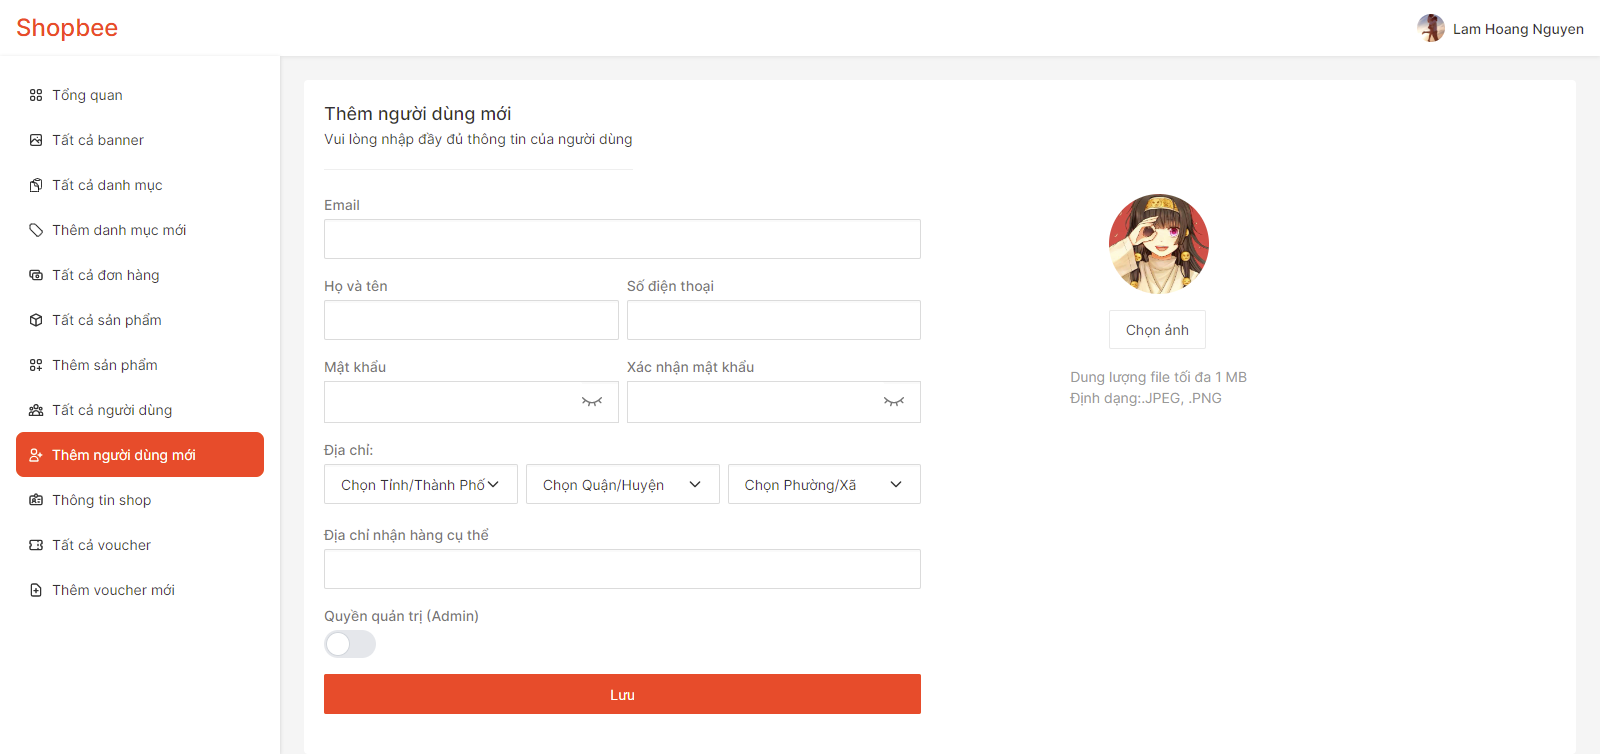 Shopbee
Lam Hoang Nguyen
Tổng quan
Tất cả banner
Tất cả danh mục
Thêm danh mục mới
Tất cả đơn hàng
Tất cả sản phẩm
Thêm sản phẩm
Tất cả người dùng
Thêm người dùng mới
Thông tin shop
Tất cả voucher
Thêm voucher mới
Thêm người dùng mới
Vui lòng nhập đầy đủ thông tin của người dùng
Email
Họ và tên
Số điện thoại
Mật khẩu
Xác nhận mật khẩu
Địa chỉ:
Chọn Tỉnh/Thành Phố
Chọn Quận/Huyện
Chọn Phường/Xã
Địa chỉ nhận hàng cụ thể
Quyền quản trị (Admin)
Lưu
Chọn ảnh
Dung lượng file tối đa 1 MB
Định dạng:.JPEG, .PNG